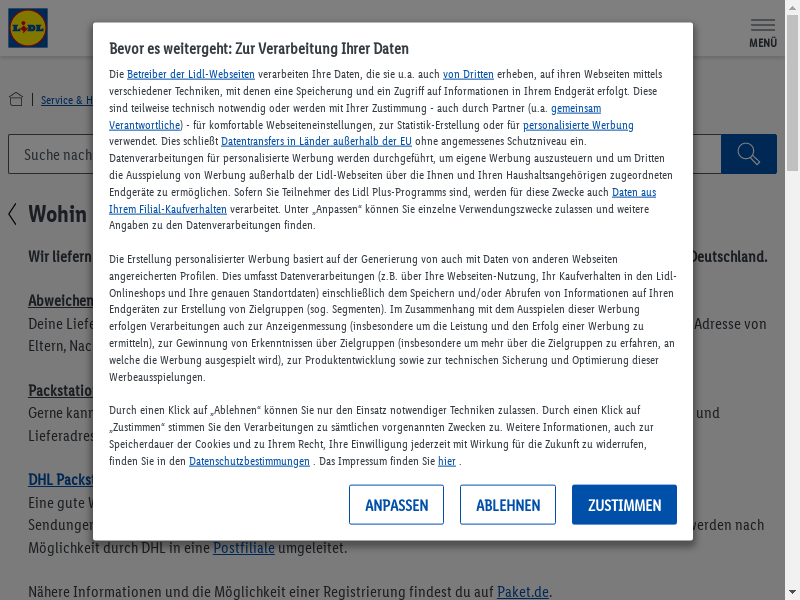 LIDL
MENÜ
Service & H
Suche nach
Wohin
Wir liefern
Deutschland.
Abweichen
Deine Liefe
Adresse von
Eltern, Nac
Packstatio
Gerne kann
und
Lieferadres
DHL Packst
Eine gute W
Sendungen
werden nach
Möglichkeit durch DHL in eine Postfiliale umgeleitet.
Nähere Informationen und die Möglichkeit einer Registrierung findest du auf Paket.de.
Bevor es weitergeht: Zur Verarbeitung Ihrer Daten
Die Betreiber der Lidl-Webseiten verarbeiten Ihre Daten, die sie u.a. auch von Dritten erheben, auf ihren Webseiten mittels
verschiedener Techniken, mit denen eine Speicherung und ein Zugriff auf Informationen in Ihrem Endgerät erfolgt. Diese
sind teilweise technisch notwendig oder werden mit Ihrer Zustimmung - auch durch Partner (u.a. gemeinsam
Verantwortliche) - für komfortable Webseiteneinstellungen, zur Statistik-Erstellung oder für personalisierte Werbung
verwendet. Dies schließt Datentransfers in Länder außerhalb der EU ohne angemessenes Schutzniveau ein.
Datenverarbeitungen für personalisierte Werbung werden durchgeführt, um eigene Werbung auszusteuern und um Dritten
die Ausspielung von Werbung außerhalb der Lidl-Webseiten über die Ihnen und Ihren Haushaltsangehörigen zugeordneten
Endgeräte zu ermöglichen. Sofern Sie Teilnehmer des Lidl Plus-Programms sind, werden für diese Zwecke auch Daten aus
Ihrem Filial-Kaufverhalten verarbeitet. Unter „Anpassen“ können Sie einzelne Verwendungszwecke zulassen und weitere
Angaben zu den Datenverarbeitungen finden.
Die Erstellung personalisierter Werbung basiert auf der Generierung von auch mit Daten von anderen Webseiten
angereicherten Profilen. Dies umfasst Datenverarbeitungen (z.B. über Ihre Webseiten-Nutzung, Ihr Kaufverhalten in den Lidl-
Onlineshops und Ihre genauen Standortdaten) einschließlich dem Speichern und/oder Abrufen von Informationen auf Ihren
Endgeräten zur Erstellung von Zielgruppen (sog. Segmenten). Im Zusammenhang mit dem Ausspielen dieser Werbung
erfolgen Verarbeitungen auch zur Anzeigenmessung (insbesondere um die Leistung und den Erfolg einer Werbung zu
ermitteln), zur Gewinnung von Erkenntnissen über Zielgruppen (insbesondere um mehr über die Zielgruppen zu erfahren, an
welche die Werbung ausgespielt wird), zur Produktentwicklung sowie zur technischen Sicherung und Optimierung dieser
Werbeausspielungen.
Durch einen Klick auf „Ablehnen“ können Sie nur den Einsatz notwendiger Techniken zulassen. Durch einen Klick auf
„Zustimmen“ stimmen Sie den Verarbeitungen zu sämtlichen vorgenannten Zwecken zu. Weitere Informationen, auch zur
Speicherdauer der Cookies und zu Ihrem Recht, Ihre Einwilligung jederzeit mit Wirkung für die Zukunft zu widerrufen,
finden Sie in den Datenschutzbestimmungen . Das Impressum finden Sie hier .
ANPASSEN
ABLEHNEN
ZUSTIMMEN